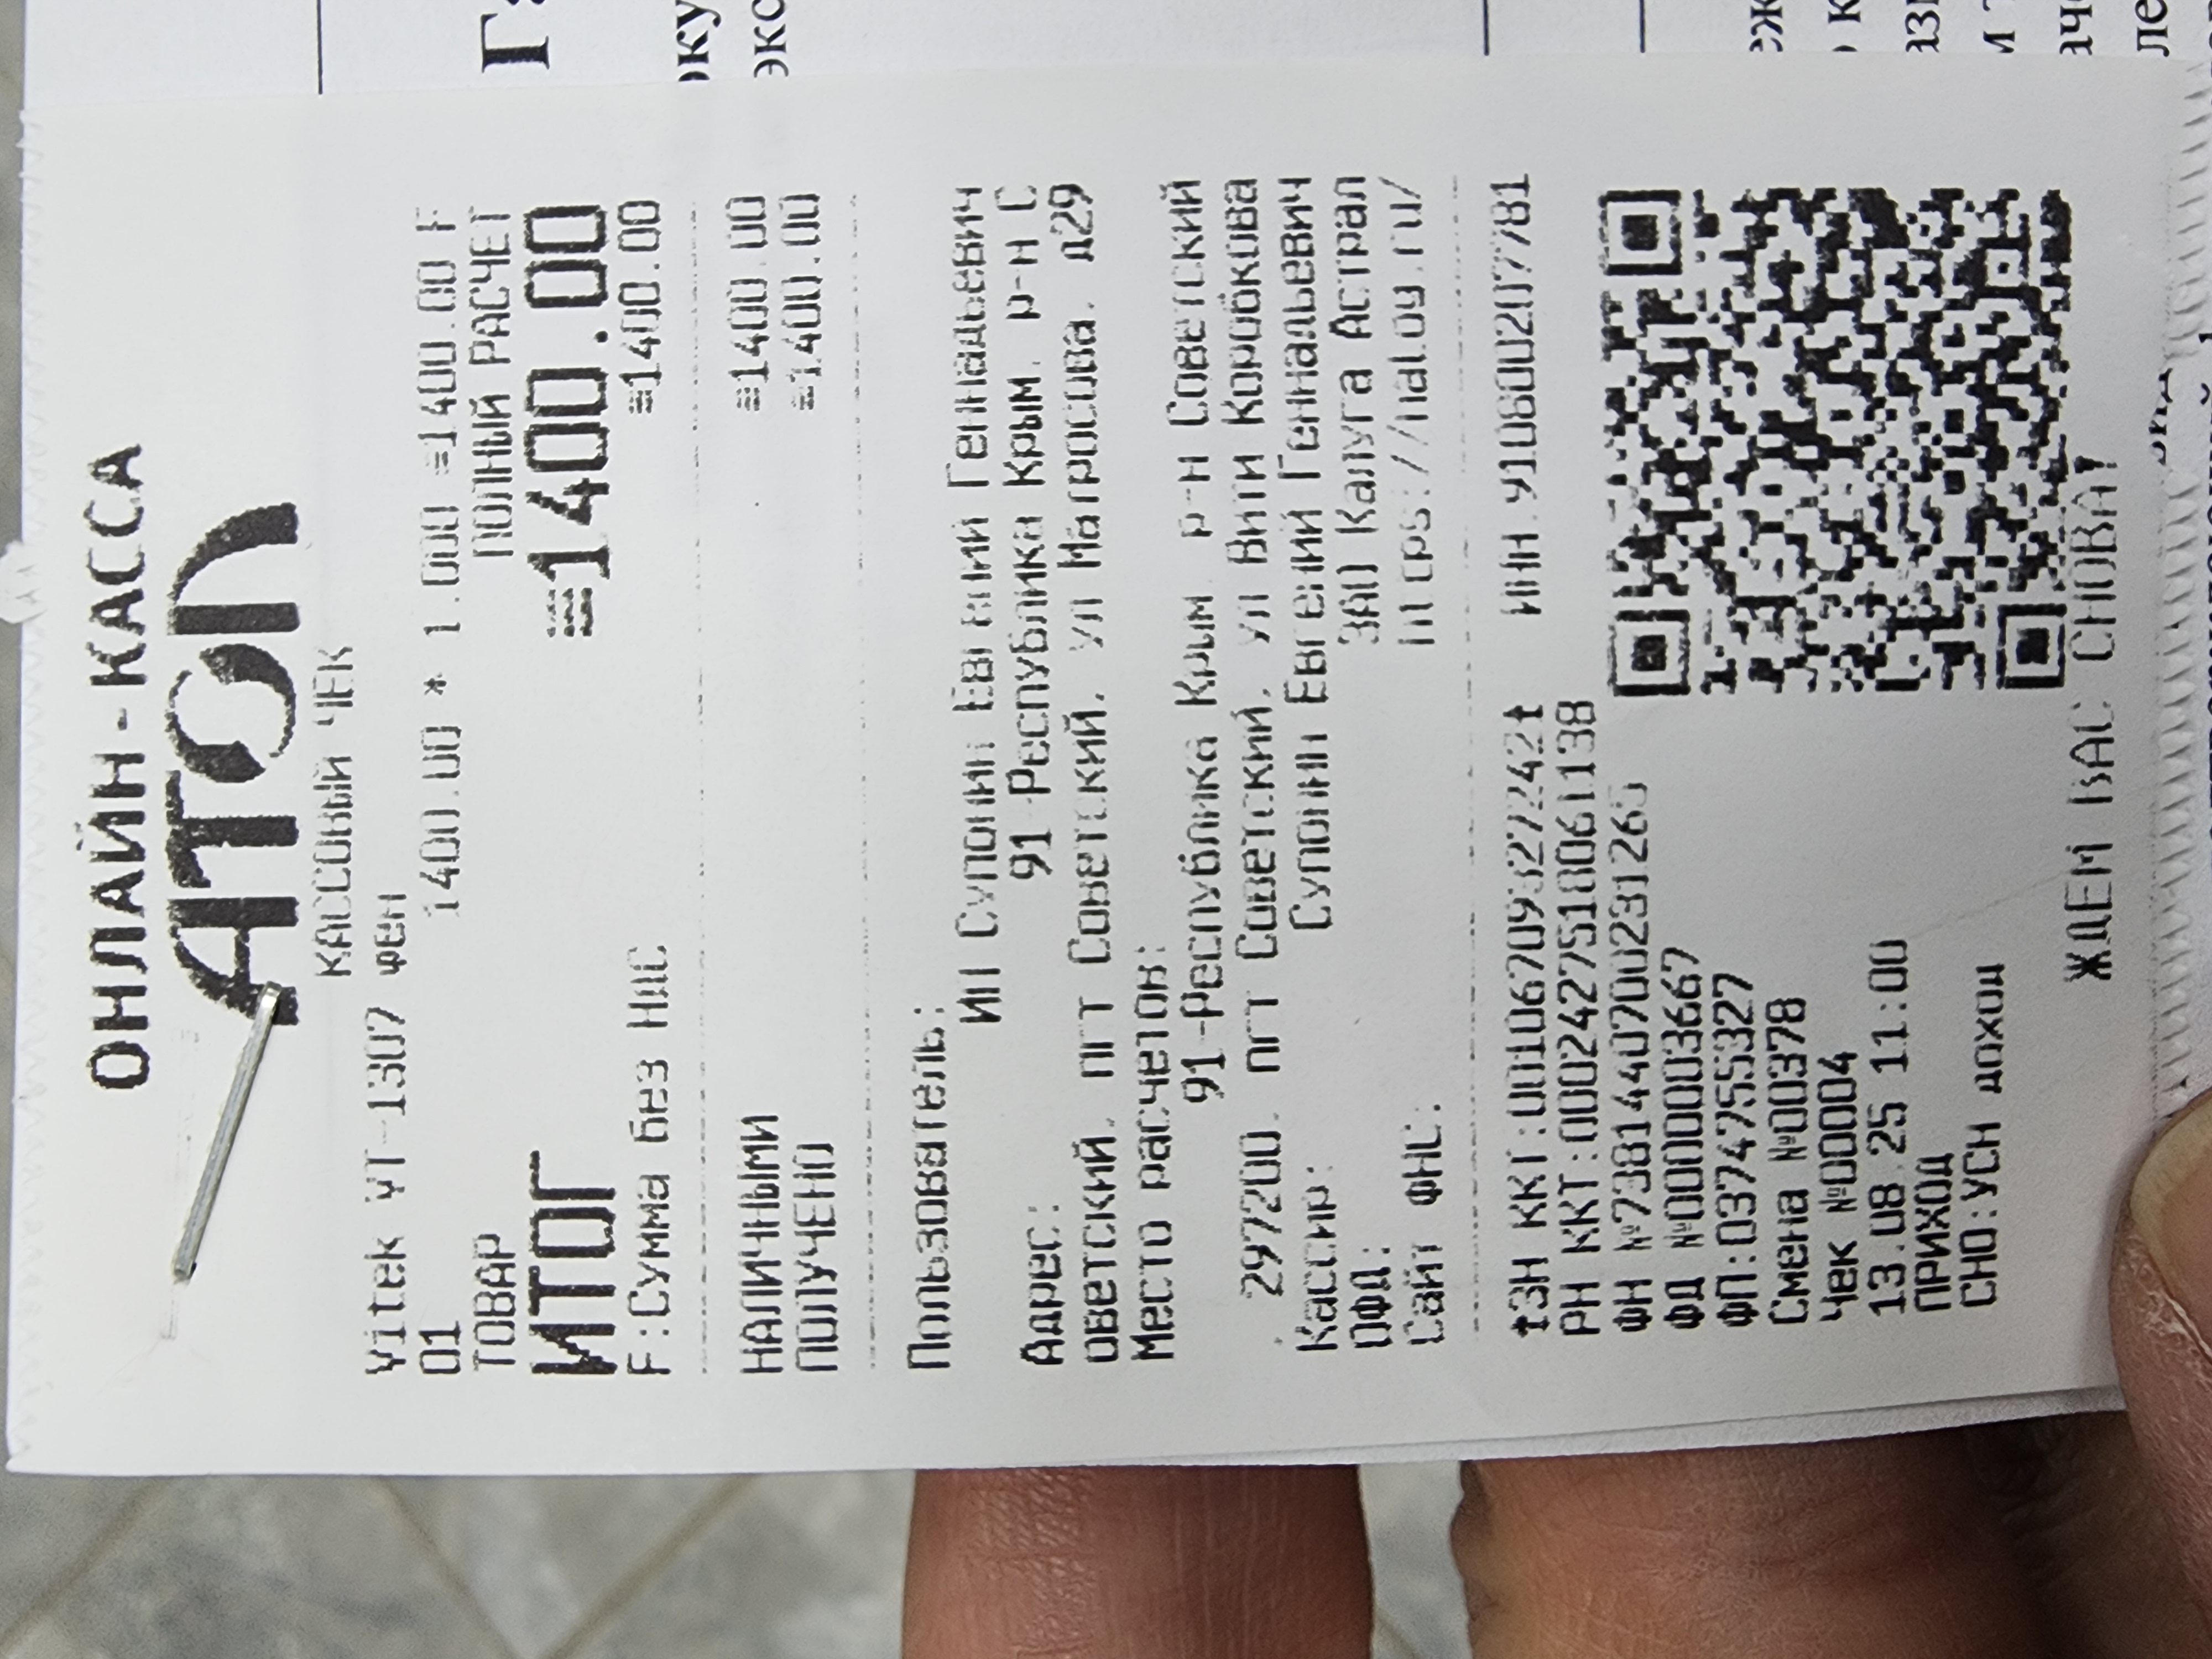 ОНЛАЙН-КАССА
АТОЛ
КАССОВЫЙ ЧЕК
Vitek VT-1307 фен
01 1400.00 * 1.000 ≡1400.00 F
ТОВАР ПОЛНЫЙ РАСЧЕТ
ИТОГ ≡1400.00
F:Сумма без НДС ≡1400.00
НАЛИЧНЫМИ ≡1400.00
ПОЛУЧЕНО ≡1400.00
Пользователь:
ИП Супонин Евгений Геннадьевич
Адрес: 91-Республика Крым, р-н С
оветский, пгт Советский, ул Матросова, д29
Место расчетов:
91-Республика Крым, р-н Советский
297200, пгт Советский, ул Вити Коробкова
Кассир: Супонин Евгений Геннальевич
ОФД: ЗАО Калуга Астрал
Сайт ФНС: https://nalog.ru/
ЗН ККТ:00106709327242 ИНН 910800207781
РН ККТ:0002427510061138
ФН №7381440700231265
ФД №0000003667
ФП:0374755327
Смена №00378
Чек №00004
13.08.25 11:00
ПРИХОД
СНО:УСН доход
ЖДЕМ ВАС СНОВА!